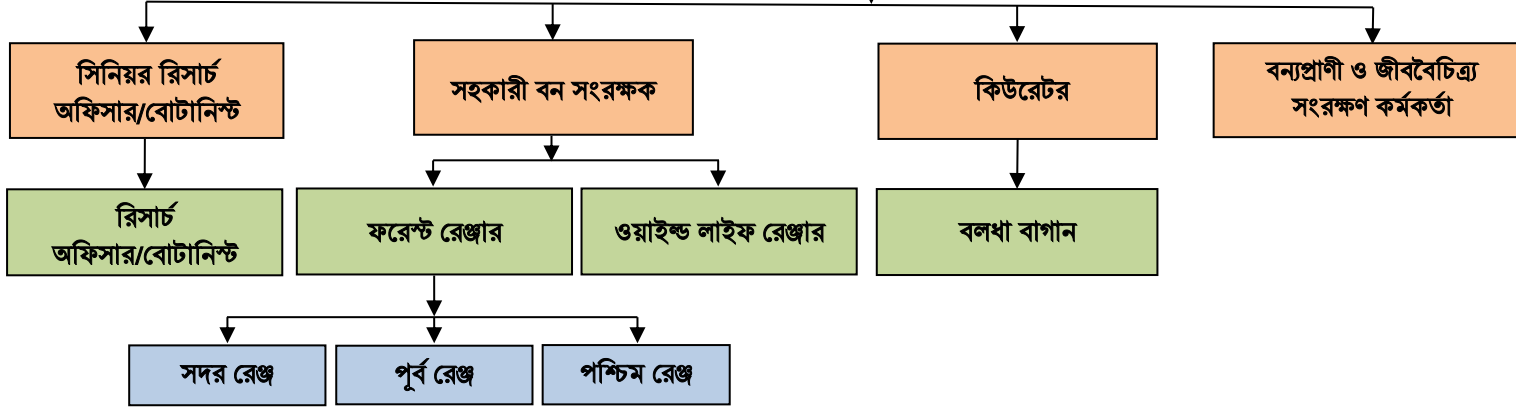 সিনিয়র রিসার্চ
অফিসার/বোটানিস্ট
সহকারী বন সংরক্ষক
কিউরেটর
বন্যপ্রাণী ও জীববৈচিত্র্য
সংরক্ষণ কর্মকর্তা
রিসার্চ
অফিসার/বোটানিস্ট
ফরেস্ট রেঞ্জার
ওয়াইল্ড লাইফ রেঞ্জার
বলধা বাগান
সদর রেঞ্জ
পূর্ব রেঞ্জ
পশ্চিম রেঞ্জ